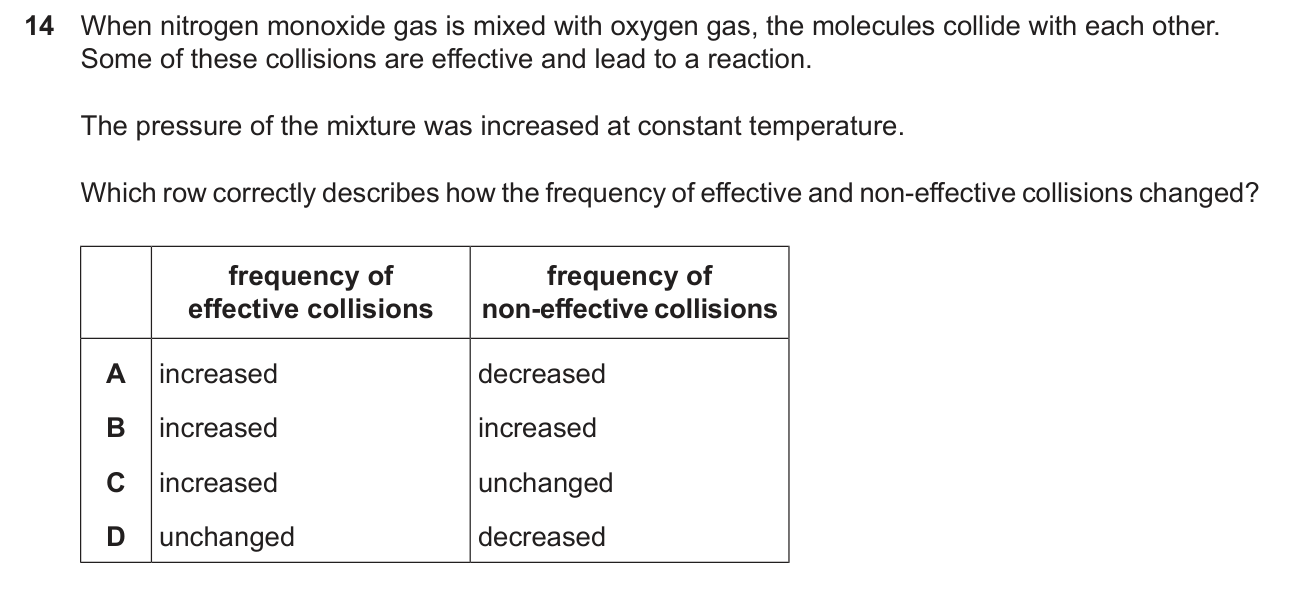 14 When nitrogen monoxide gas is mixed with oxygen gas, the molecules collide with each other.
Some of these collisions are effective and lead to a reaction.
The pressure of the mixture was increased at constant temperature.
Which row correctly describes how the frequency of effective and non-effective collisions changed?
frequency of effective collisions frequency of non-effective collisions
A increased decreased
B increased increased
C increased unchanged
D unchanged decreased